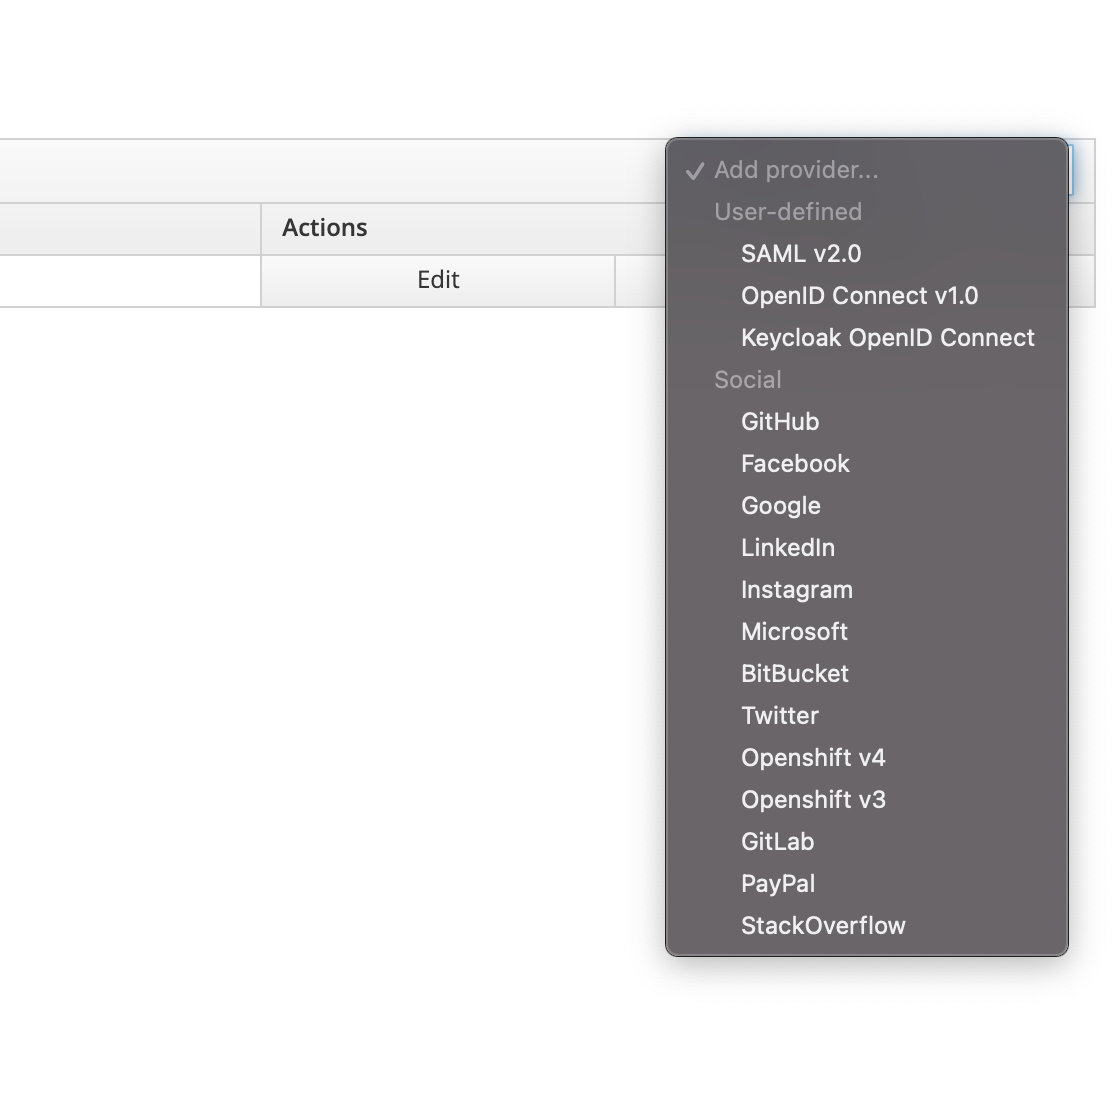 Add provider...
User-defined
SAML v2.0
OpenID Connect v1.0
Keycloak OpenID Connect
Social
GitHub
Facebook
Google
LinkedIn
Instagram
Microsoft
BitBucket
Twitter
Openshift v4
Openshift v3
GitLab
PayPal
StackOverflow
Actions
Edit